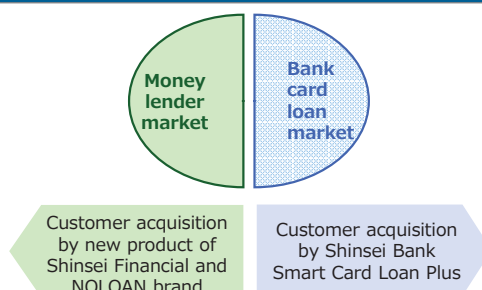 Money
lender
market
Bank
card
loan
market
Customer acquisition
by new product of
Shinsei Financial and
NOLOAN brand
Customer acquisition
by Shinsei Bank
Smart Card Loan Plus